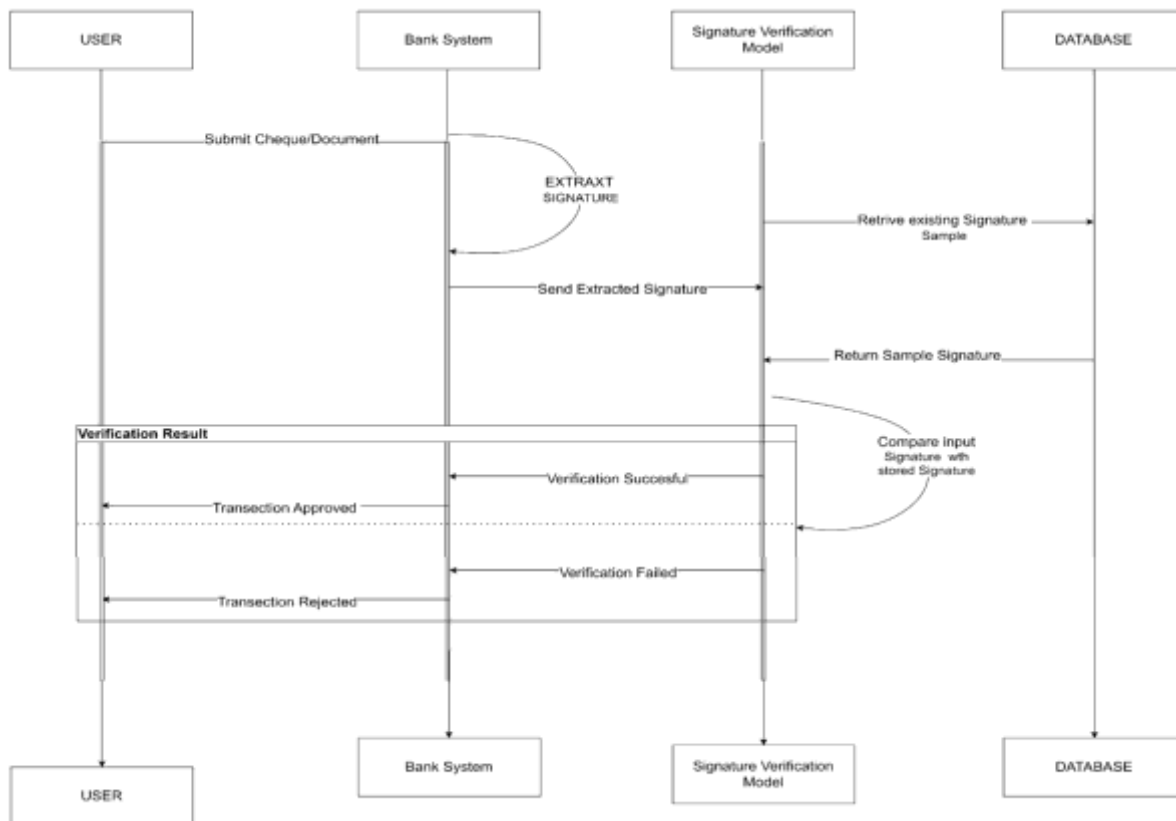 USER
Bank System
Signature Verification
Model
DATABASE
Submit Cheque/Document
EXTRAXT
SIGNATURE
Retrive existing Signature
Sample
Send Extracted Signature
Return Sample Signature
Verification Result
Compare input
Signature wth
stored Signature
Verification Succesful
Transection Approved
Verification Failed
Transection Rejected
USER
Bank System
Signature Verification
Model
DATABASE